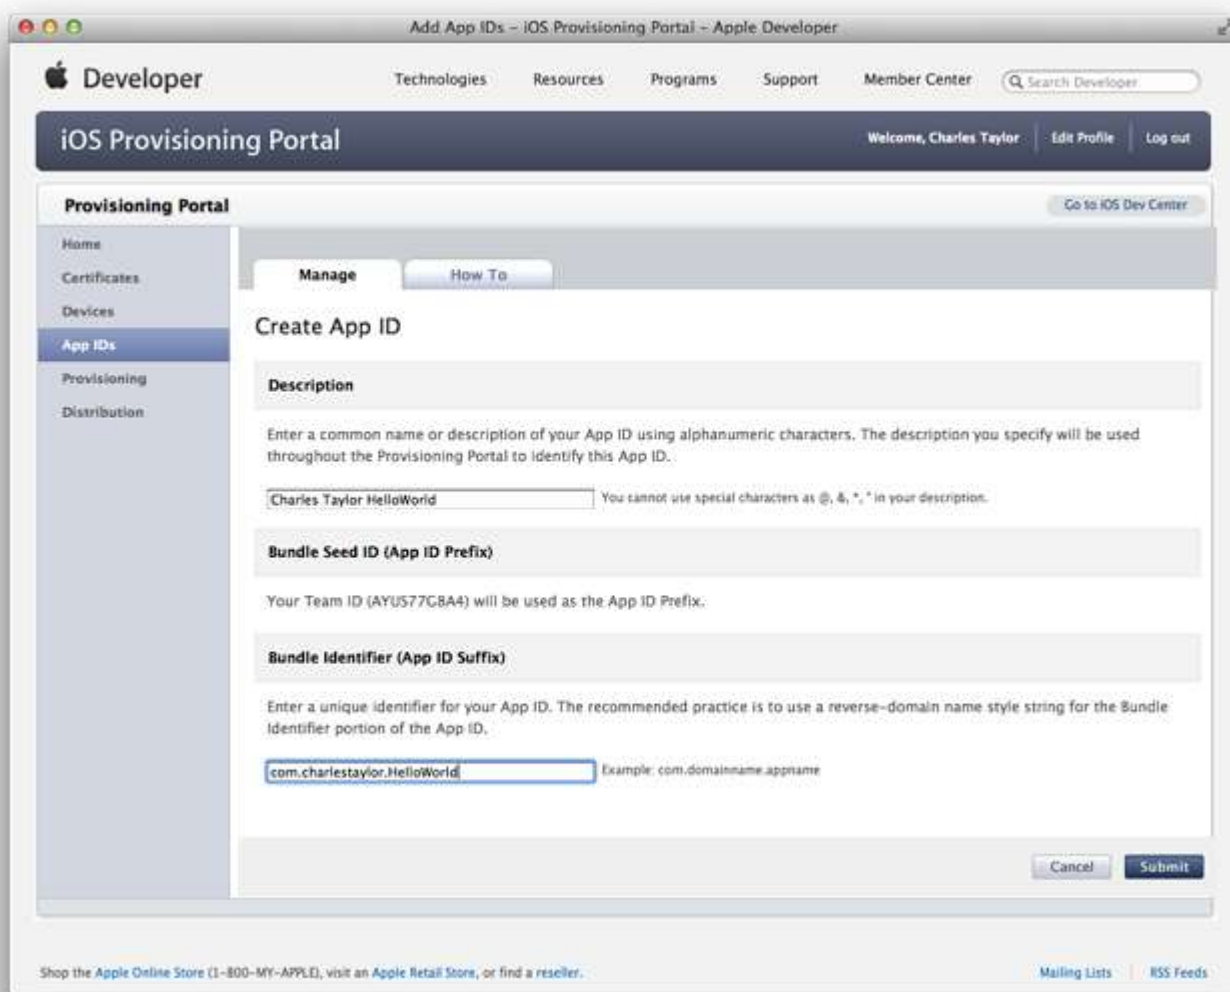 Add App IDs – iOS Provisioning Portal – Apple Developer
Developer
Technologies Resources Programs Support Member Center Search Developer
iOS Provisioning Portal
Welcome, Charles Taylor Edit Profile Log out
Provisioning Portal
Go to iOS Dev Center
Home
Certificates
Devices
App IDs
Provisioning
Distribution
Manage How To
Create App ID
Description
Enter a common name or description of your App ID using alphanumeric characters. The description you specify will be used
throughout the Provisioning Portal to identify this App ID.
Charles Taylor HelloWorld You cannot use special characters as @, &, *, " in your description.
Bundle Seed ID (App ID Prefix)
Your Team ID (AYUS77G8A4) will be used as the App ID Prefix.
Bundle Identifier (App ID Suffix)
Enter a unique identifier for your App ID. The recommended practice is to use a reverse-domain name style string for the Bundle
Identifier portion of the App ID.
com.charlestaylor.HelloWorld Example: com.domainname.appname
Cancel Submit
Shop the Apple Online Store (1-800-MY-APPLE), visit an Apple Retail Store, or find a reseller.
Mailing Lists RSS Feeds